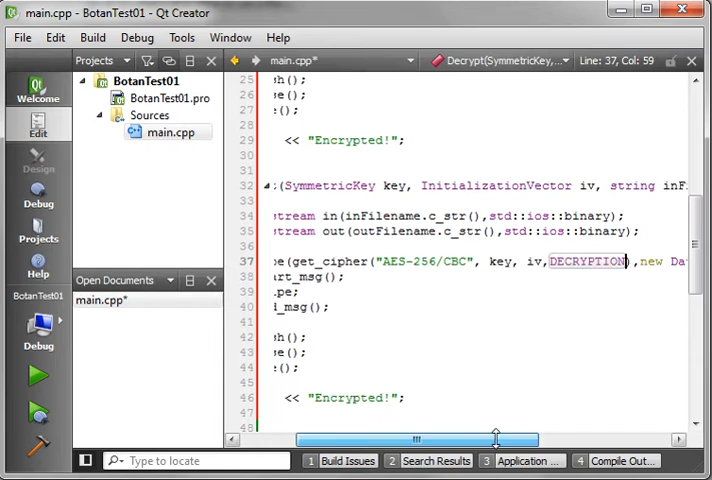 main.cpp - BotanTest01 - Qt Creator
File Edit Build Debug Tools Window Help
Projects main.cpp* Decrypt(SymmetricKey,... Line: 37, Col: 59
Welcome
Edit
Design
Debug
Projects
Help
BotanTest01
Debug
BotanTest01
BotanTest01.pro
Sources
main.cpp
Open Documents
main.cpp*
25 :h();
26 :e();
27 :();
28
29 << "Encrypted!";
30
31
32 :(SymmetricKey key, InitializationVector iv, string inF
33
34 :stream in(inFilename.c_str(),std::ios::binary);
35 :stream out(outFilename.c_str(),std::ios::binary);
36
37 :e(get_cipher("AES-256/CBC", key, iv,DECRYPTION),new Da
38 :rt_msg();
39 :pe;
40 :d_msg();
41
42 :h();
43 :e();
44 :();
45
46 << "Encrypted!";
47
48
Type to locate 1 Build Issues 2 Search Results 3 Application ... 4 Compile Out...